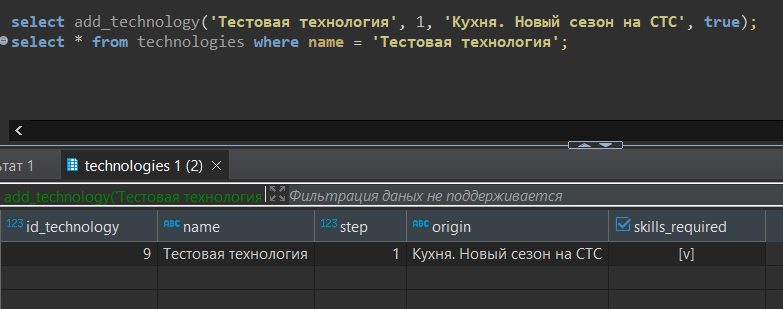 select add_technology('Тестовая технология', 1, 'Кухня. Новый сезон на СТС', true);
select * from technologies where name = 'Тестовая технология';
<
тат 1 technologies 1 (2) ×
add_technology('Тестовая технология Фильтрация даных не поддерживается
123 id_technology ABC name 123 step ABC origin skills_required
9 Тестовая технология 1 Кухня. Новый сезон на СТС [v]